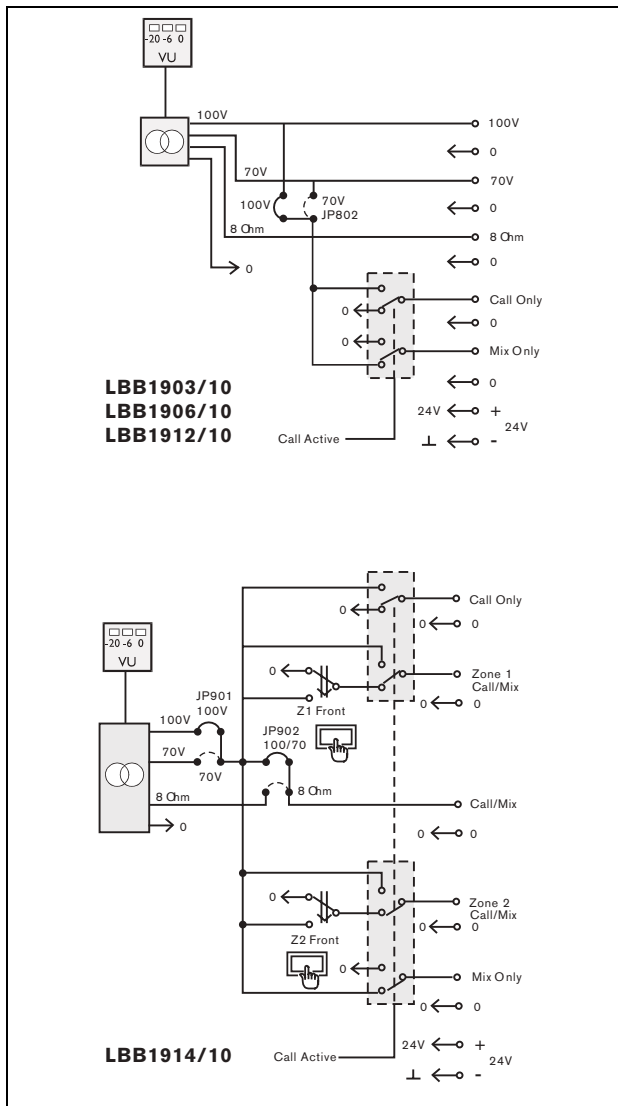 -20 -6 0
VU
100V
100V
0
70V
70V
100V
70V
JP802
0
8 Ohm
8 Ohm
0
0
Call Only
0
0
0
Mix Only
LBB1903/10
LBB1906/10
LBB1912/10
0
24V
+
24V
Call Active
-
Call Only
0
0
0
-20 -6 0
VU
0
Zone 1
Call/Mix
JP901
100V
0
0
Z1 Front
100V
JP902
100/70
70V
70V
8 Ohm
8 Ohm
Call/Mix
0
0
0
0
Zone 2
Call/Mix
0
0
Z2 Front
0
Mix Only
0
0
LBB1914/10
Call Active
24V
+
24V
-